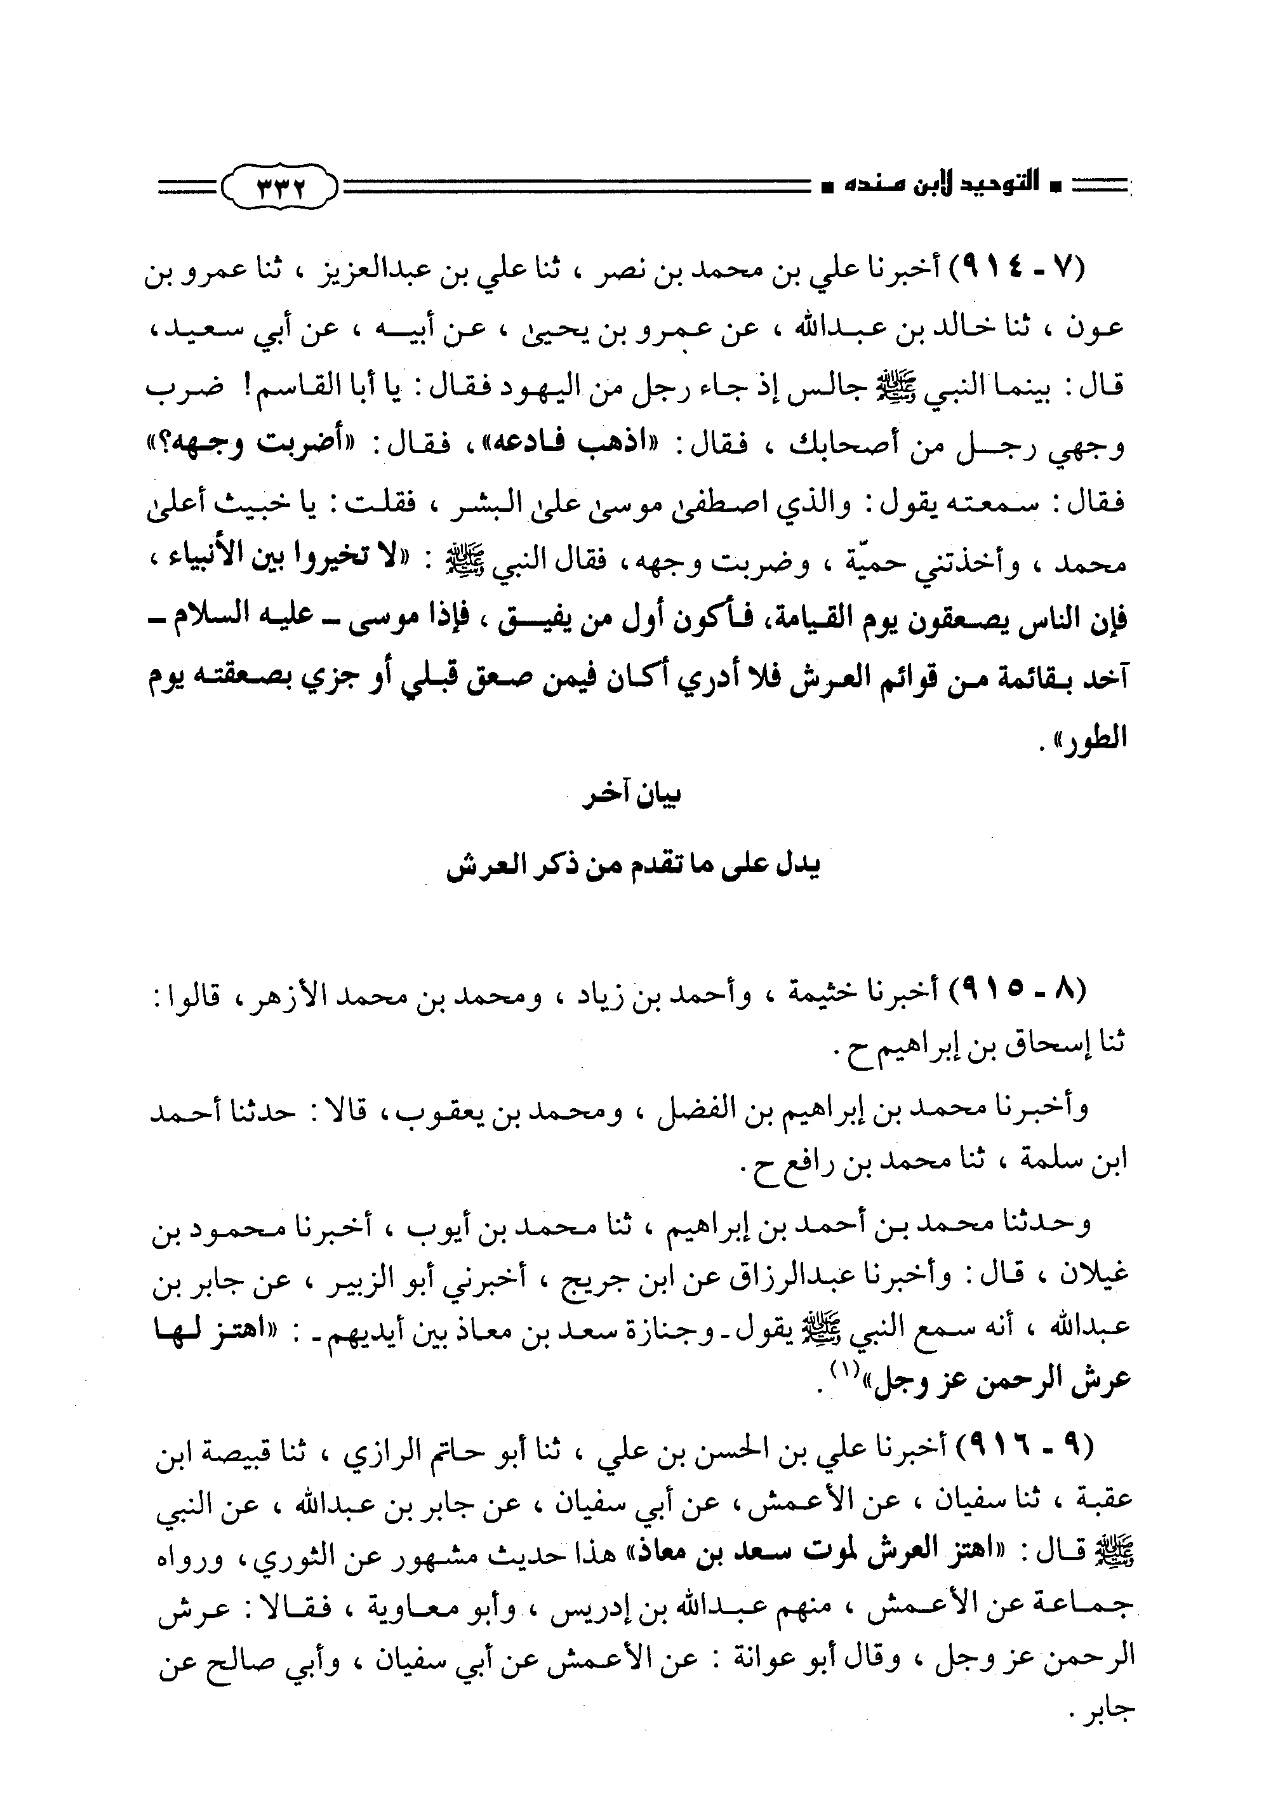 التوحيد لابن منده ٣٣٢
(٧ - ٩١٤) أخبرنا علي بن محمد بن نصر ، ثنا علي بن عبدالعزيز ، ثنا عمرو بن
عون ، ثنا خالد بن عبدالله ، عن عمرو بن يحيىٰ ، عن أبيه ، عن أبي سعيد ،
قال : بينما النبي ﷺ جالس إذ جاء رجل من اليهود فقال : يا أبا القاسم! ضرب
وجهي رجل من أصحابك ، فقال : «اذهب فادعه» ، فقال : «أضربت وجهه؟»
فقال : سمعته يقول : والذي اصطفىٰ موسىٰ علىٰ البشر ، فقلت : يا خبيث أعلىٰ
محمد ، وأخذتني حميّة ، وضربت وجهه ، فقال النبي ﷺ : «لا تخيروا بين الأنبياء ،
فإن الناس يصعقون يوم القيامة، فأكون أول من يفيق ، فإذا موسى ـ عليه السلام ـ
آخد بقائمة من قوائم العرش فلا أدري أكان فيمن صعق قبلي أو جزي بصعقته يوم
الطور» .
بيان آخر
يدل على ما تقدم من ذكر العرش
(٨ - ٩١٥) أخبرنا خثيمة ، وأحمد بن زياد ، ومحمد بن محمد الأزهر ، قالوا :
ثنا إسحاق بن إبراهيم ح .
وأخبرنا محمد بن إبراهيم بن الفضل ، ومحمد بن يعقوب ، قالا : حدثنا أحمد
ابن سلمة ، ثنا محمد بن رافع ح .
وحدثنا محمد بن أحمد بن إبراهيم ، ثنا محمد بن أيوب ، أخبرنا محمود بن
غيلان ، قال : وأخبرنا عبدالرزاق عن ابن جريج ، أخبرني أبو الزبير ، عن جابر بن
عبدالله ، أنه سمع النبي ﷺ يقول ـ وجنازة سعد بن معاذ بين أيديهم ـ : «اهتز لها
عرش الرحمن عز وجل»(١) .
(٩ - ٩١٦) أخبرنا علي بن الحسن بن علي ، ثنا أبو حاتم الرازي ، ثنا قبيصة ابن
عقبة ، ثنا سفيان ، عن الأعمش ، عن أبي سفيان ، عن جابر بن عبدالله ، عن النبي
ﷺ قال : «اهتز العرش لموت سعد بن معاذ» هذا حديث مشهور عن الثوري ، ورواه
جماعة عن الأعمش ، منهم عبدالله بن إدريس ، وأبو معاوية ، فقالا : عرش
الرحمن عز وجل ، وقال أبو عوانة : عن الأعمش عن أبي سفيان ، وأبي صالح عن
جابر .